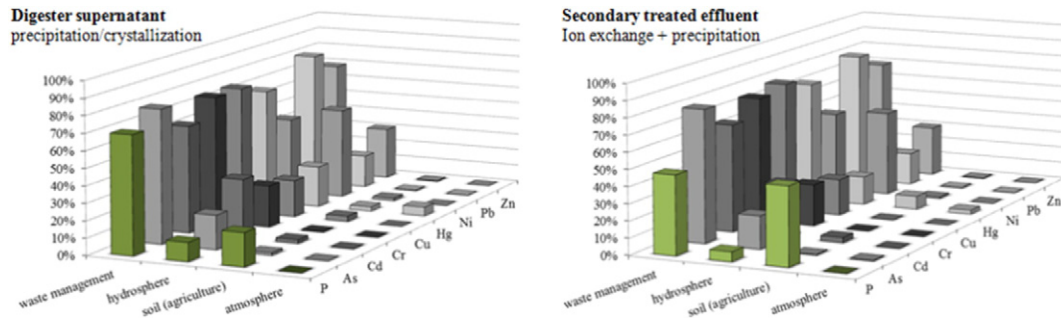 Digester supernatant
precipitation/crystallization
100%
90%
80%
70%
60%
50%
40%
30%
20%
10%
0%
waste management
hydrosphere
soil (agriculture)
atmosphere
P
As
Cd
Cr
Cu
Hg
Ni
Pb
Zn
Secondary treated effluent
Ion exchange + precipitation
100%
90%
80%
70%
60%
50%
40%
30%
20%
10%
0%
waste management
hydrosphere
soil (agriculture)
atmosphere
P
As
Cd
Cr
Cu
Hg
Ni
Pb
Zn